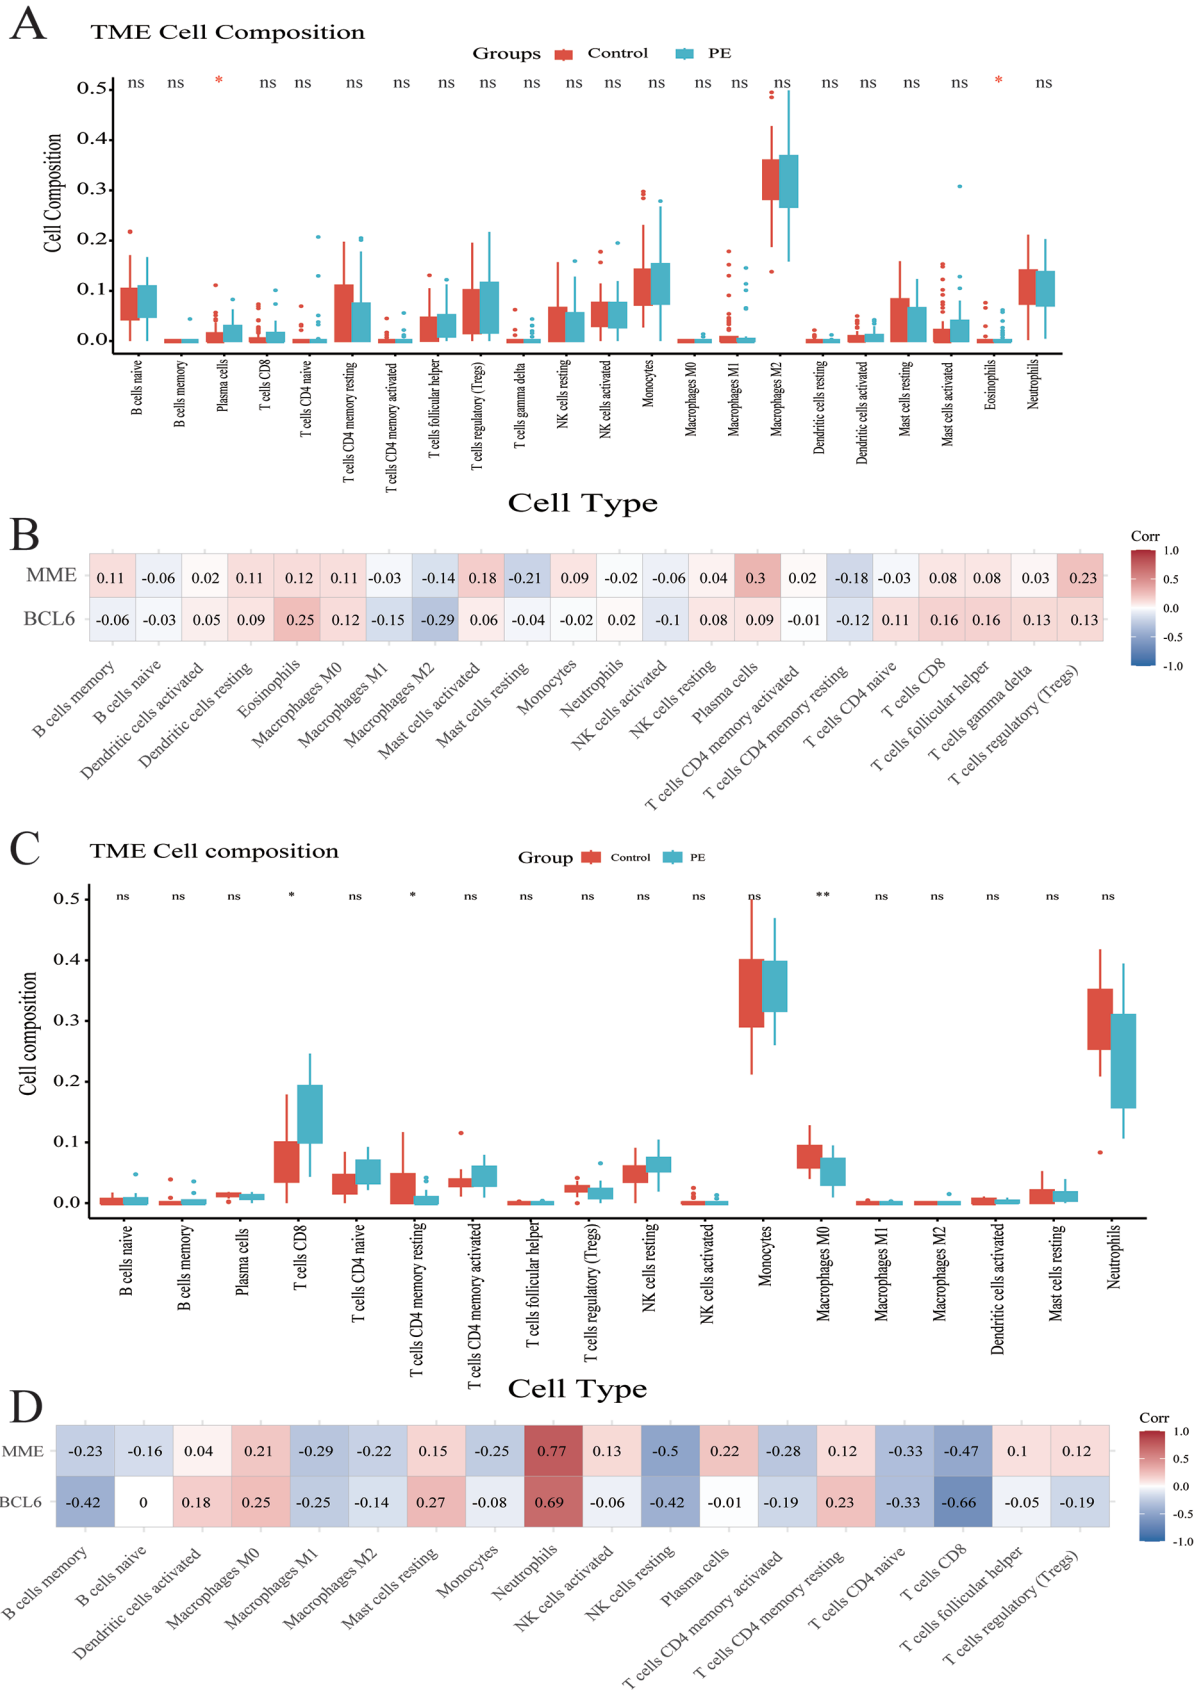 A
TME Cell Composition
Groups Control PE
ns ns * ns ns ns ns ns ns ns ns ns ns ns ns ns ns ns ns ns * ns
0.5
0.4
0.3
0.2
0.1
0.0
Cell Composition
B cells naive
B cells memory
Plasma cells
T cells CD8
T cells CD4 naive
T cells CD4 memory resting
T cells CD4 memory activated
T cells follicular helper
T cells regulatory (Tregs)
T cells gamma delta
NK cells resting
NK cells activated
Monocytes
Macrophages M0
Macrophages M1
Macrophages M2
Dendritic cells resting
Dendritic cells activated
Mast cells resting
Mast cells activated
Eosinophils
Neutrophils
Cell Type
B
MME 0.11 -0.06 0.02 0.11 0.12 0.11 -0.03 -0.14 0.18 -0.21 0.09 -0.02 -0.06 0.04 0.3 0.02 -0.18 -0.03 0.08 0.08 0.03 0.23
BCL6 -0.06 -0.03 0.05 0.09 0.25 0.12 -0.15 -0.29 0.06 -0.04 -0.02 0.02 -0.1 0.08 0.09 -0.01 -0.12 0.11 0.16 0.16 0.13 0.13
B cells memory
B cells naive
Dendritic cells activated
Dendritic cells resting
Eosinophils
Macrophages M0
Macrophages M1
Macrophages M2
Mast cells activated
Mast cells resting
Monocytes
Neutrophils
NK cells activated
NK cells resting
Plasma cells
T cells CD4 memory activated
T cells CD4 memory resting
T cells CD4 naive
T cells CD8
T cells follicular helper
T cells gamma delta
T cells regulatory (Tregs)
Corr
1.0 1.0
0.5 0.5
0.0 0.0
-0.5 -0.5
-1.0 -1.0
C
TME Cell composition
Group Control PE
ns ns ns * ns * ns ns ns ns ns ns ** ns ns ns ns ns
0.5
0.4
0.3
0.2
0.1
0.0
Cell composition
B cells naive
B cells memory
Plasma cells
T cells CD8
T cells CD4 naive
T cells CD4 memory resting
T cells CD4 memory activated
T cells follicular helper
T cells regulatory (Tregs)
NK cells resting
NK cells activated
Monocytes
Macrophages M0
Macrophages M1
Macrophages M2
Dendritic cells activated
Mast cells resting
Neutrophils
Cell Type
D
MME -0.23 -0.16 0.04 0.21 -0.29 -0.22 0.15 -0.25 0.77 0.13 -0.5 0.22 -0.28 0.12 -0.33 -0.47 0.1 0.12
BCL6 -0.42 0 0.18 0.25 -0.25 -0.14 0.27 -0.08 0.69 -0.06 -0.42 -0.01 -0.19 0.23 -0.33 -0.66 -0.05 -0.19
B cells memory
B cells naive
Dendritic cells activated
Macrophages M0
Macrophages M1
Macrophages M2
Mast cells resting
Monocytes
Neutrophils
NK cells activated
NK cells resting
Plasma cells
T cells CD4 memory activated
T cells CD4 memory resting
T cells CD4 naive
T cells CD8
T cells follicular helper
T cells regulatory (Tregs)
Corr
1.0 1.0
0.5 0.5
0.0 0.0
-0.5 -0.5
-1.0 -1.0